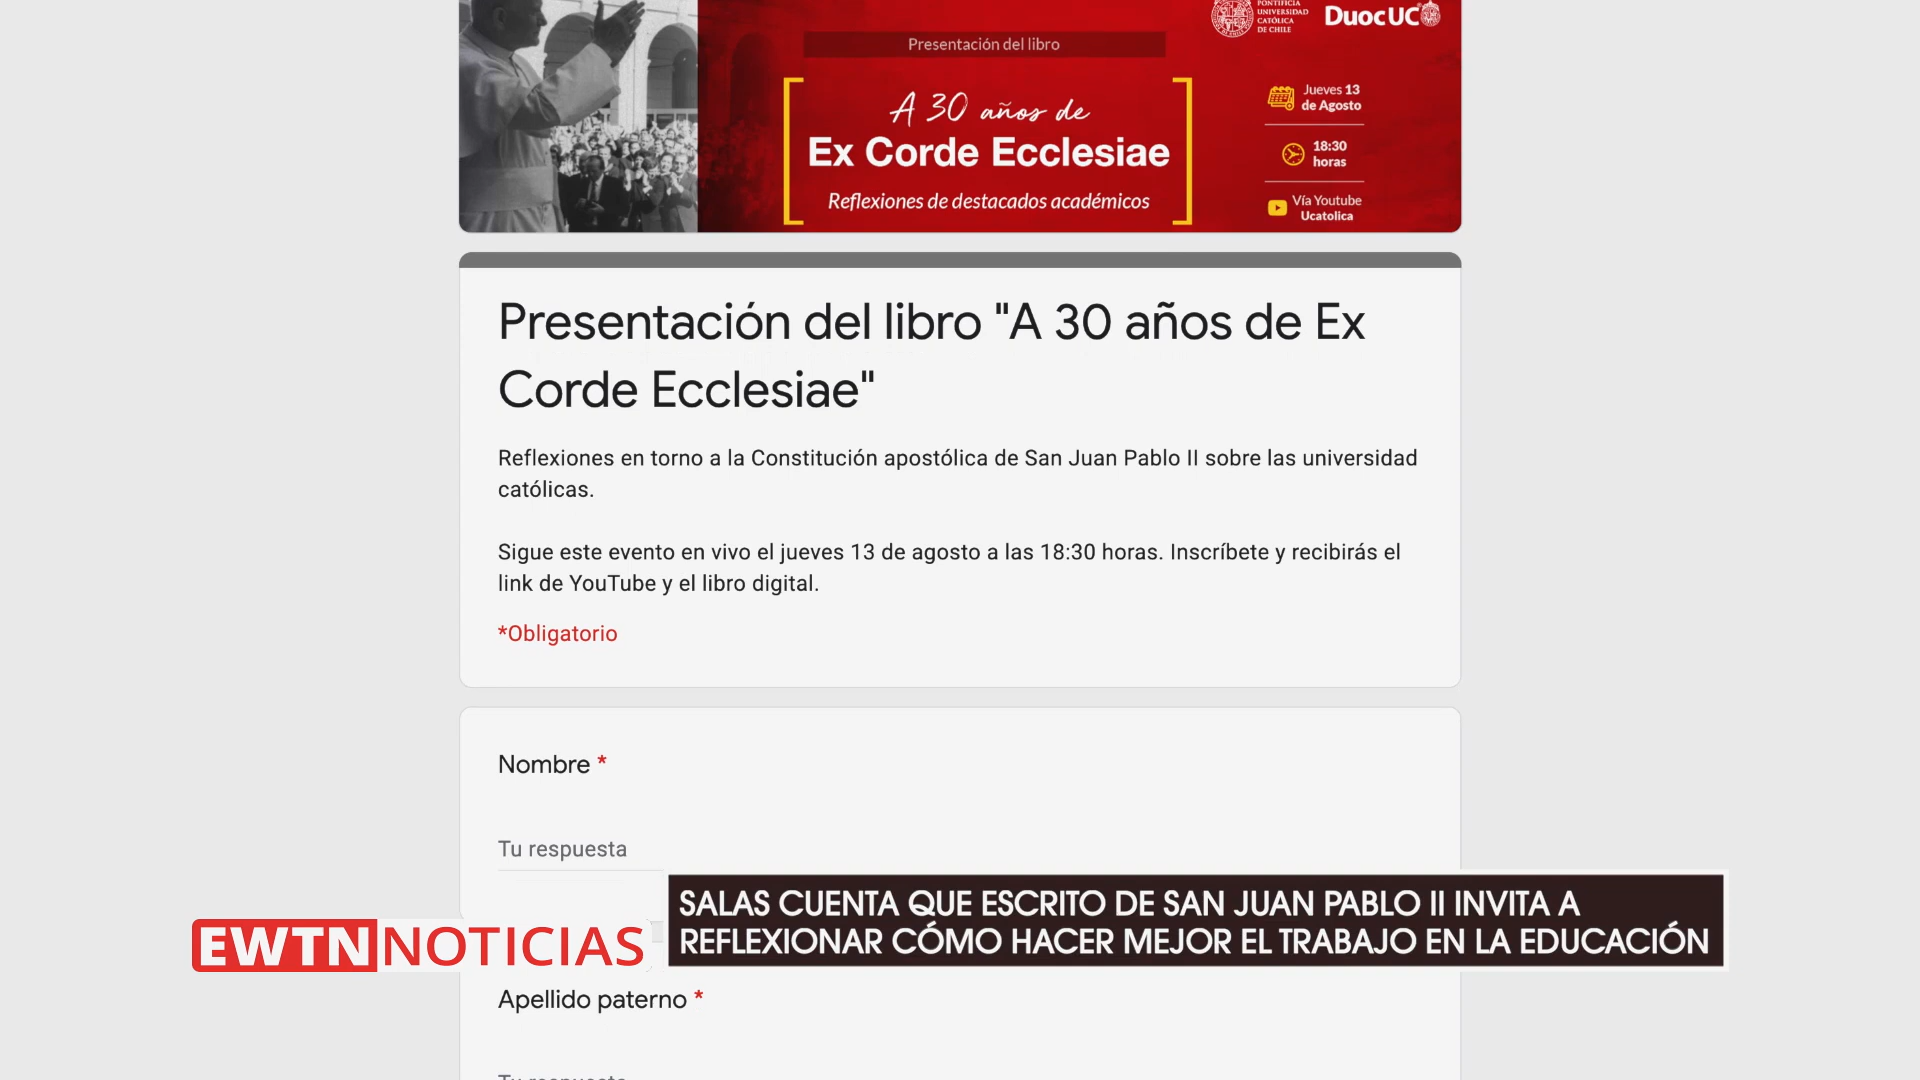 PONTIFICIA
UNIVERSIDAD
CATÓLICA
DE CHILE
Duoc UC
Presentación del libro
A 30 años de
Ex Corde Ecclesiae
Reflexiones de destacados académicos
Jueves 13
de Agosto
18:30
horas
Vía Youtube
Ucatolica
Presentación del libro "A 30 años de Ex
Corde Ecclesiae"
Reflexiones en torno a la Constitución apostólica de San Juan Pablo II sobre las universidad
católicas.
Sigue este evento en vivo el jueves 13 de agosto a las 18:30 horas. Inscríbete y recibirás el
link de YouTube y el libro digital.
*Obligatorio
Nombre *
Tu respuesta
SALAS CUENTA QUE ESCRITO DE SAN JUAN PABLO II INVITA A
REFLEXIONAR CÓMO HACER MEJOR EL TRABAJO EN LA EDUCACIÓN
EWTN NOTICIAS
Apellido paterno *
Tu respuesta